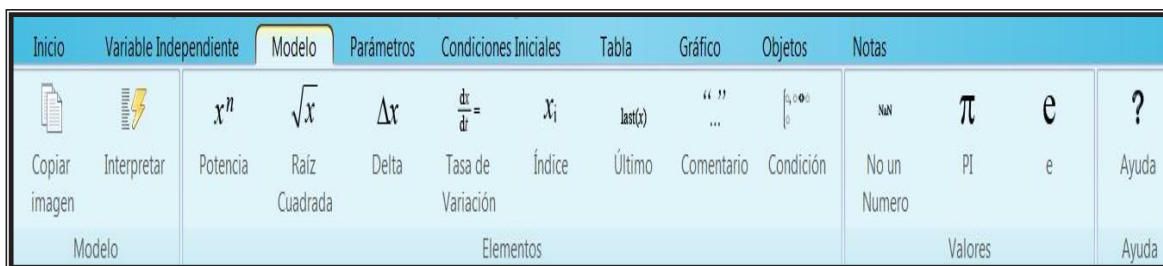 Inicio Variable Independiente Modelo Parámetros Condiciones Iniciales Tabla Gráfico Objetos Notas
xⁿ √x Δx dx/dt = xᵢ last(x) “ ” ... NaN π e ?
Copiar imagen Interpretar Potencia Raíz Cuadrada Delta Tasa de Variación Índice Último Comentario Condición No un Numero PI e Ayuda
Modelo Elementos Valores Ayuda